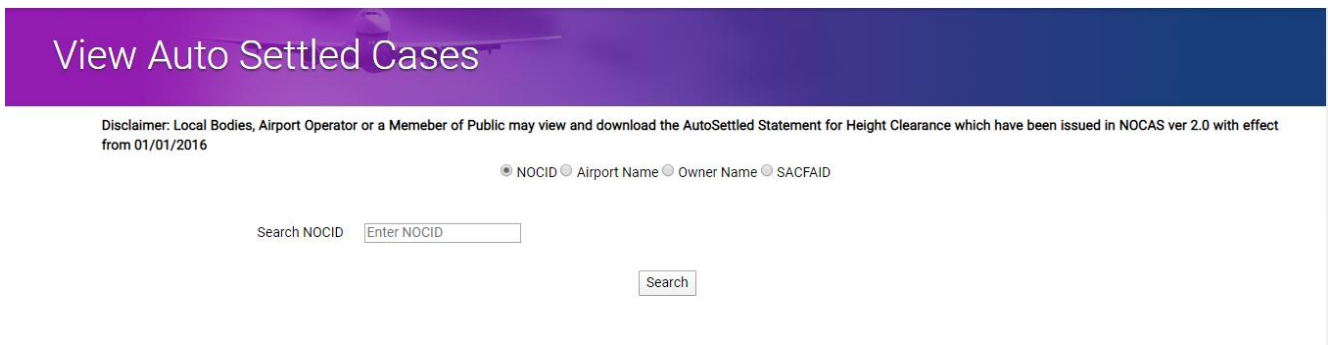 View Auto Settled Cases
Disclaimer: Local Bodies, Airport Operator or a Memeber of Public may view and download the AutoSettled Statement for Height Clearance which have been issued in NOCAS ver 2.0 with effect
from 01/01/2016
NOCID Airport Name Owner Name SACFAID
Search NOCID Enter NOCID
Search